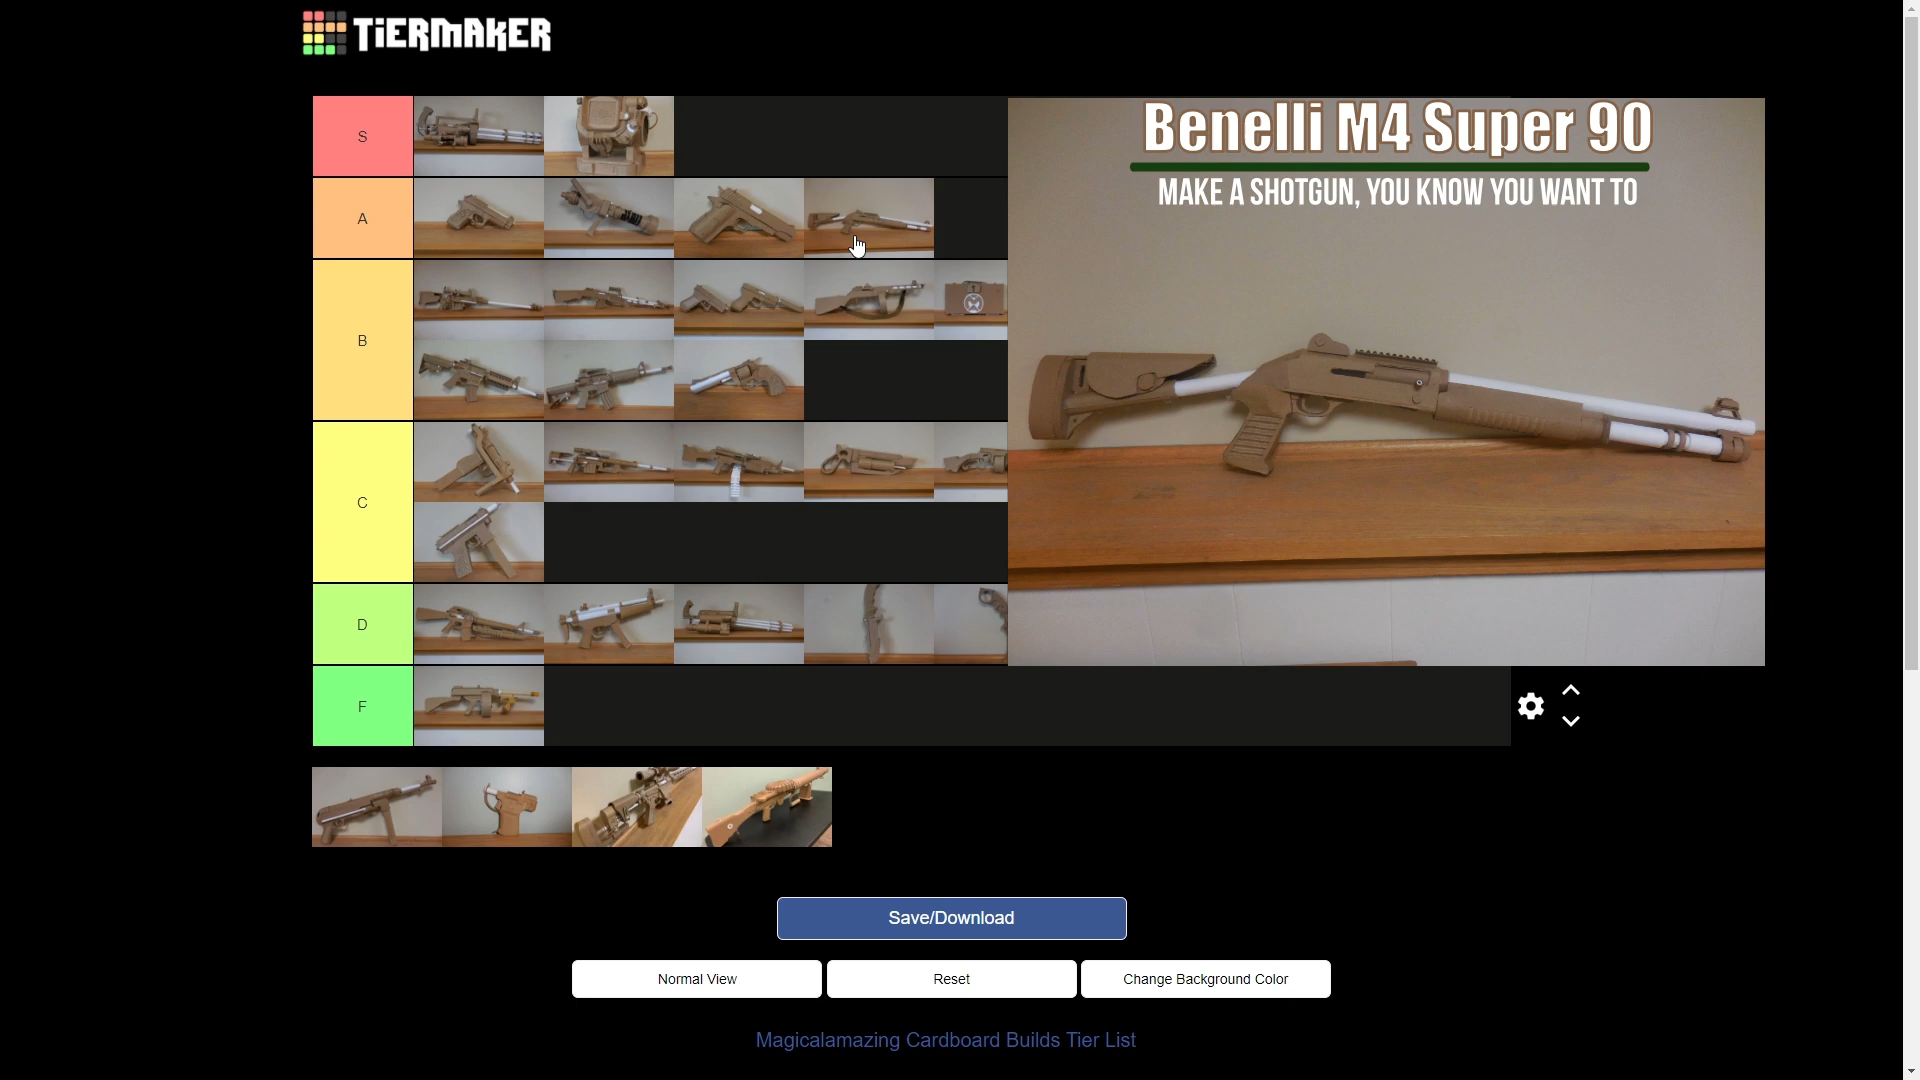 TiERMAKER
Benelli M4 Super 90
MAKE A SHOTGUN, YOU KNOW YOU WANT TO
S
A
B
C
D
F
Save/Download
Normal View
Reset
Change Background Color
Magicalamazing Cardboard Builds Tier List